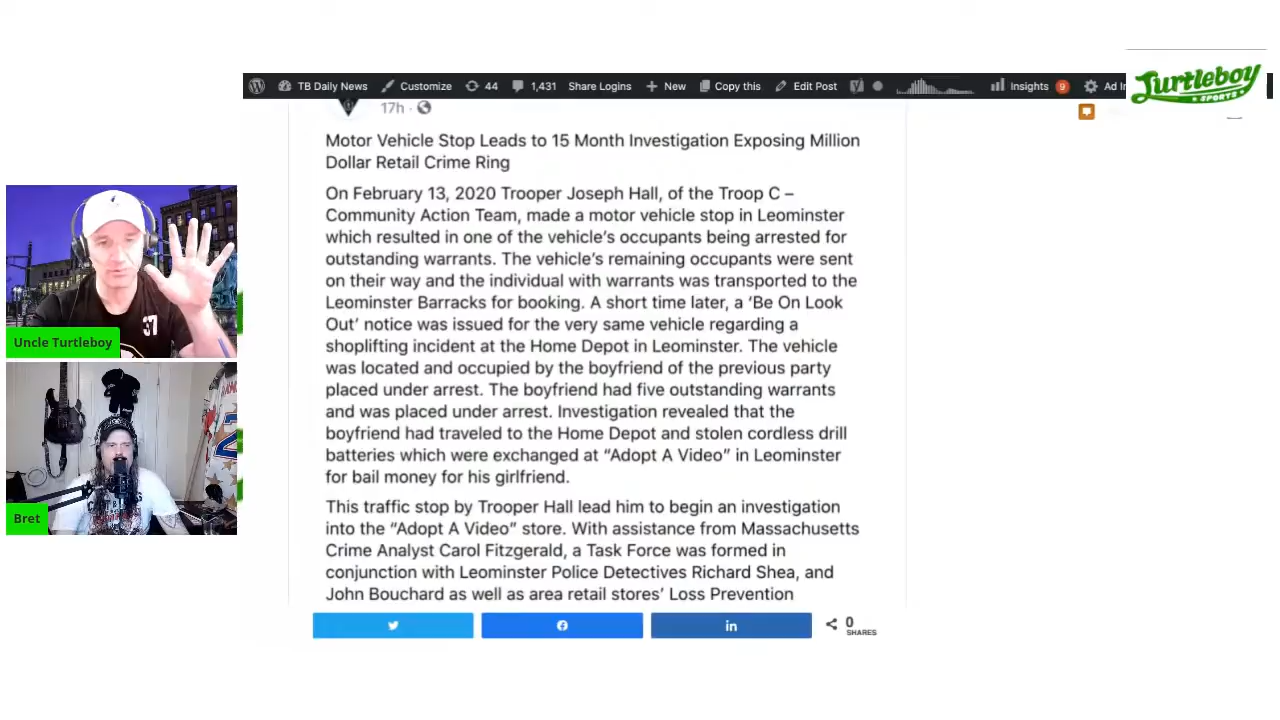 TB Daily News Customize 44 1,431 Share Logins New Copy this Edit Post Insights 9
Turtleboy
SPORTS
17h
Motor Vehicle Stop Leads to 15 Month Investigation Exposing Million
Dollar Retail Crime Ring
On February 13, 2020 Trooper Joseph Hall, of the Troop C –
Community Action Team, made a motor vehicle stop in Leominster
which resulted in one of the vehicle’s occupants being arrested for
outstanding warrants. The vehicle’s remaining occupants were sent
on their way and the individual with warrants was transported to the
Leominster Barracks for booking. A short time later, a ‘Be On Look
Out’ notice was issued for the very same vehicle regarding a
shoplifting incident at the Home Depot in Leominster. The vehicle
was located and occupied by the boyfriend of the previous party
placed under arrest. The boyfriend had five outstanding warrants
and was placed under arrest. Investigation revealed that the
boyfriend had traveled to the Home Depot and stolen cordless drill
batteries which were exchanged at “Adopt A Video” in Leominster
for bail money for his girlfriend.
This traffic stop by Trooper Hall lead him to begin an investigation
into the “Adopt A Video” store. With assistance from Massachusetts
Crime Analyst Carol Fitzgerald, a Task Force was formed in
conjunction with Leominster Police Detectives Richard Shea, and
John Bouchard as well as area retail stores’ Loss Prevention
0
SHARES
37
Uncle Turtleboy
Bret